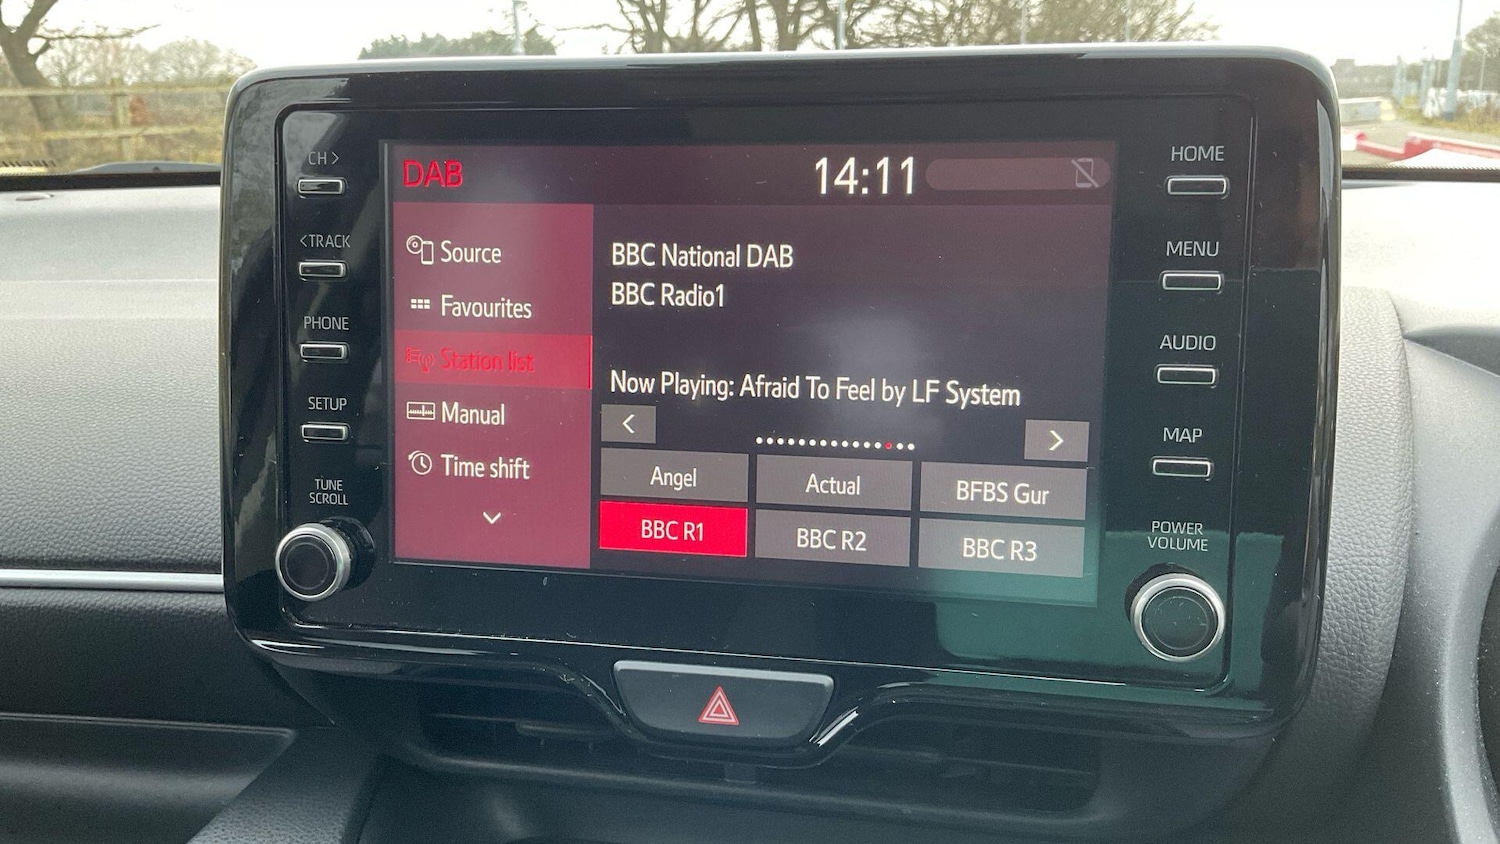 CH >
<TRACK
PHONE
SETUP
TUNE
SCROLL
DAB
14:11
Source
Favourites
Station list
Manual
Time shift
BBC National DAB
BBC Radio1
Now Playing: Afraid To Feel by LF System
< >
Angel Actual BFBS Gur
BBC R1 BBC R2 BBC R3
HOME
MENU
AUDIO
MAP
POWER
VOLUME